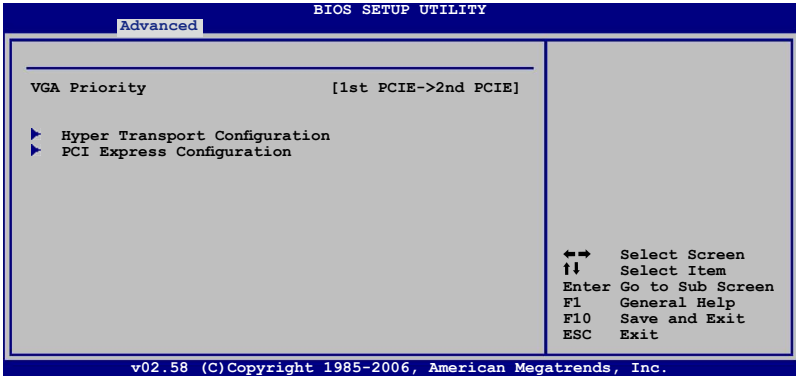 BIOS SETUP UTILITY
Advanced
VGA Priority [1st PCIE->2nd PCIE]
Hyper Transport Configuration
PCI Express Configuration
←→ Select Screen
↑↓ Select Item
Enter Go to Sub Screen
F1 General Help
F10 Save and Exit
ESC Exit
v02.58 (C)Copyright 1985-2006, American Megatrends, Inc.